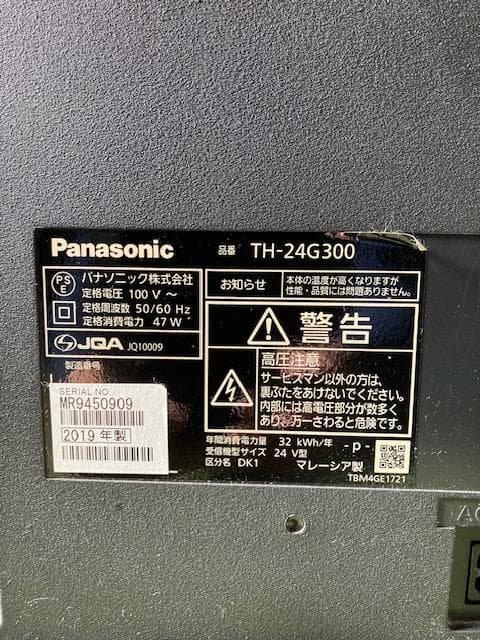 Panasonic 品番 TH-24G300
PSE パナソニック株式会社
定格電圧 100 V ~
定格周波数 50/60 Hz
定格消費電力 47 W
JQA JQ10009
製造番号
SERIAL NO.
MR9450909
2019 年製
お知らせ 本体の温度が高くなりますが
性能・品質には問題ありません。
警告
高圧注意
サービスマン以外の方は、
裏ぶたをあけないでください。
内部には高電圧部分が数多く
あり、万一さわると危険です。
年間消費電力量 32 kWh/年
受信機型サイズ 24 V型
区分名 DK1
-P-
マレーシア製
TBM4GE1721
AC